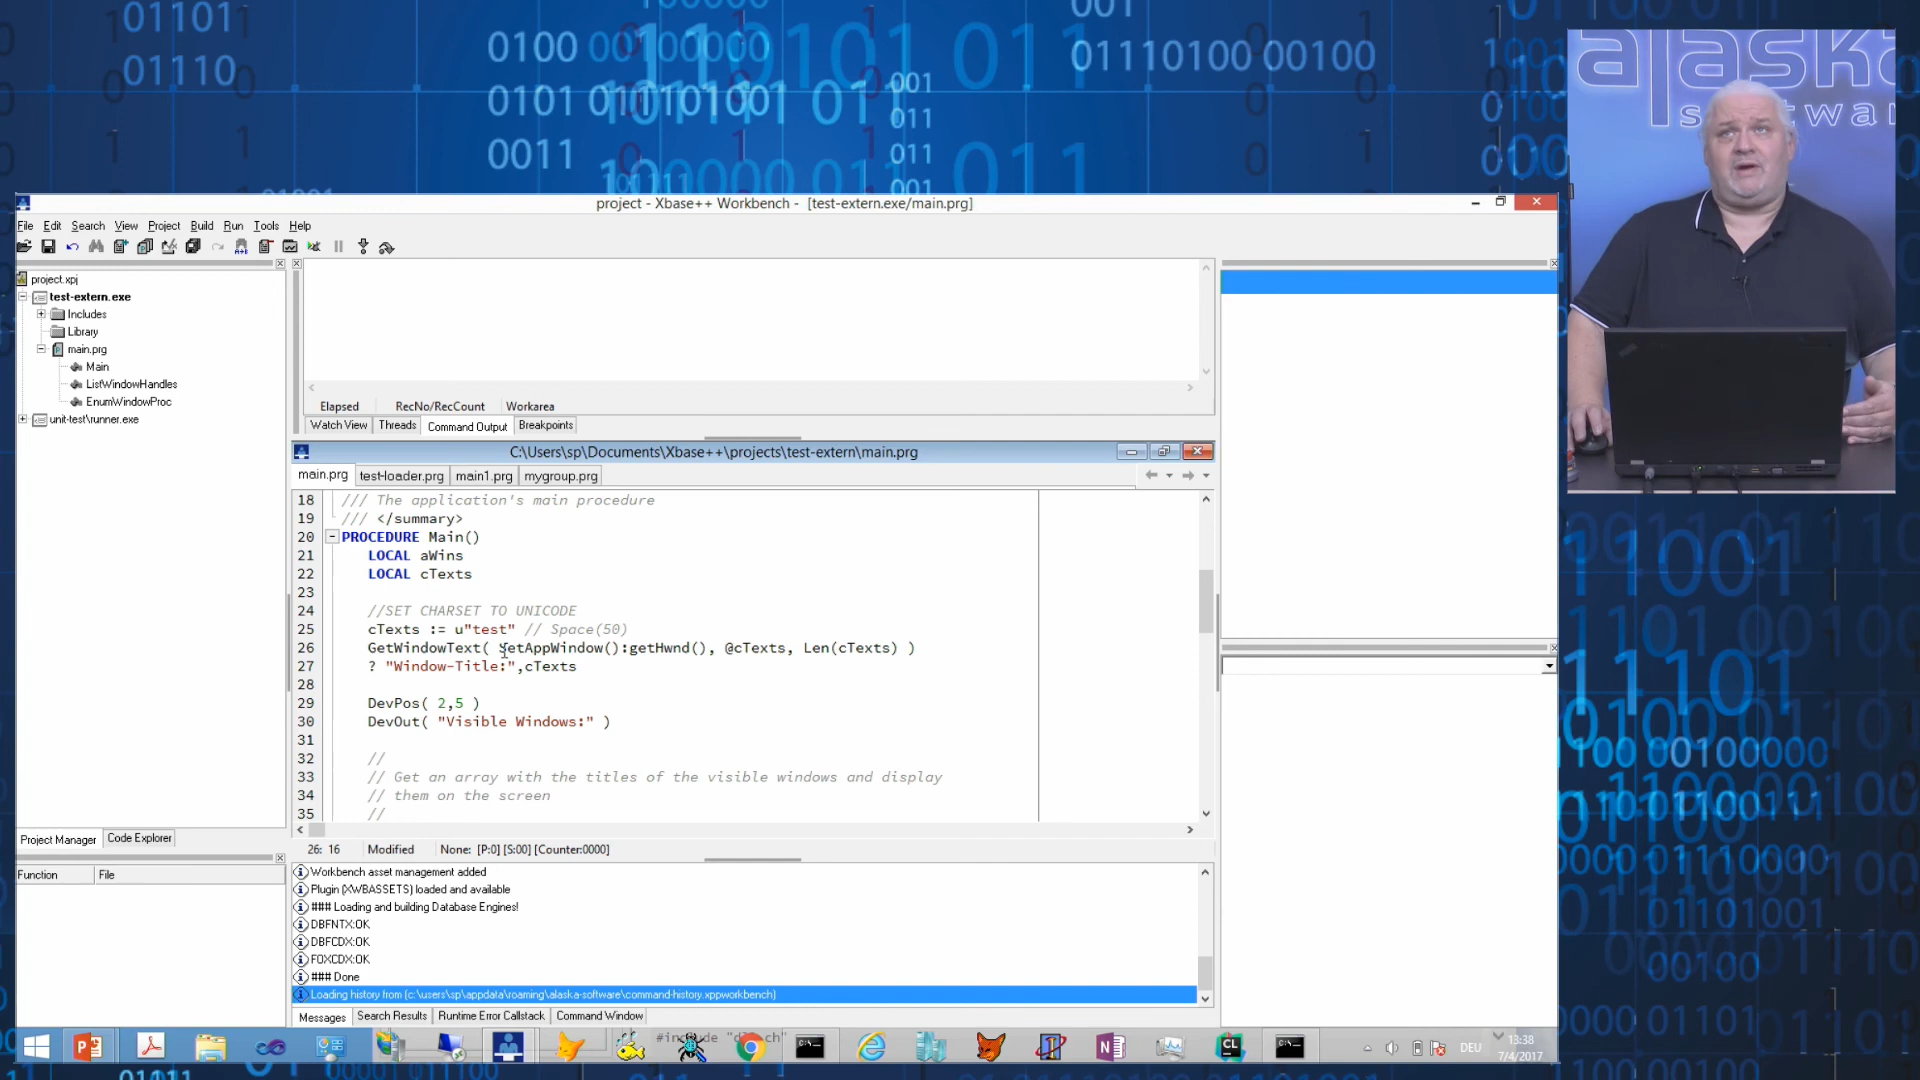 alaska
software
project - Xbase++ Workbench - [test-extern.exe/main.prg]
File Edit Search View Project Build Run Tools Help
project.xpj
test-extern.exe
Includes
Library
main.prg
Main
ListWindowHandles
EnumWindowProc
unit-test\runner.exe
Project Manager
Code Explorer
Function
File
Elapsed RecNo/RecCount Workarea
Watch View Threads Command Output Breakpoints
C:\Users\sp\Documents\Xbase++\projects\test-extern\main.prg
main.prg test-loader.prg main1.prg mygroup.prg
18 /// The application's main procedure
19 /// </summary>
20 PROCEDURE Main()
21 LOCAL aWins
22 LOCAL cTexts
23
24 //SET CHARSET TO UNICODE
25 cTexts := u"test" // Space(50)
26 GetWindowText( SetAppWindow():getHwnd(), @cTexts, Len(cTexts) )
27 ? "Window-Title:",cTexts
28
29 DevPos( 2,5 )
30 DevOut( "Visible Windows:" )
31
32 //
33 // Get an array with the titles of the visible windows and display
34 // them on the screen
35 //
26: 16 Modified None: [P:0] [S:00] [Counter:0000]
Workbench asset management added
Plugin (XWBASSETS) loaded and available
### Loading and building Database Engines!
DBFNTX:OK
DBFCDX:OK
FOXCDX:OK
### Done
Loading history from (c:\users\sp\appdata\roaming\alaska-software\command-history.xppworkbench)
Messages Search Results Runtime Error Callstack Command Window
#include
DEU
13:38
7/4/2017